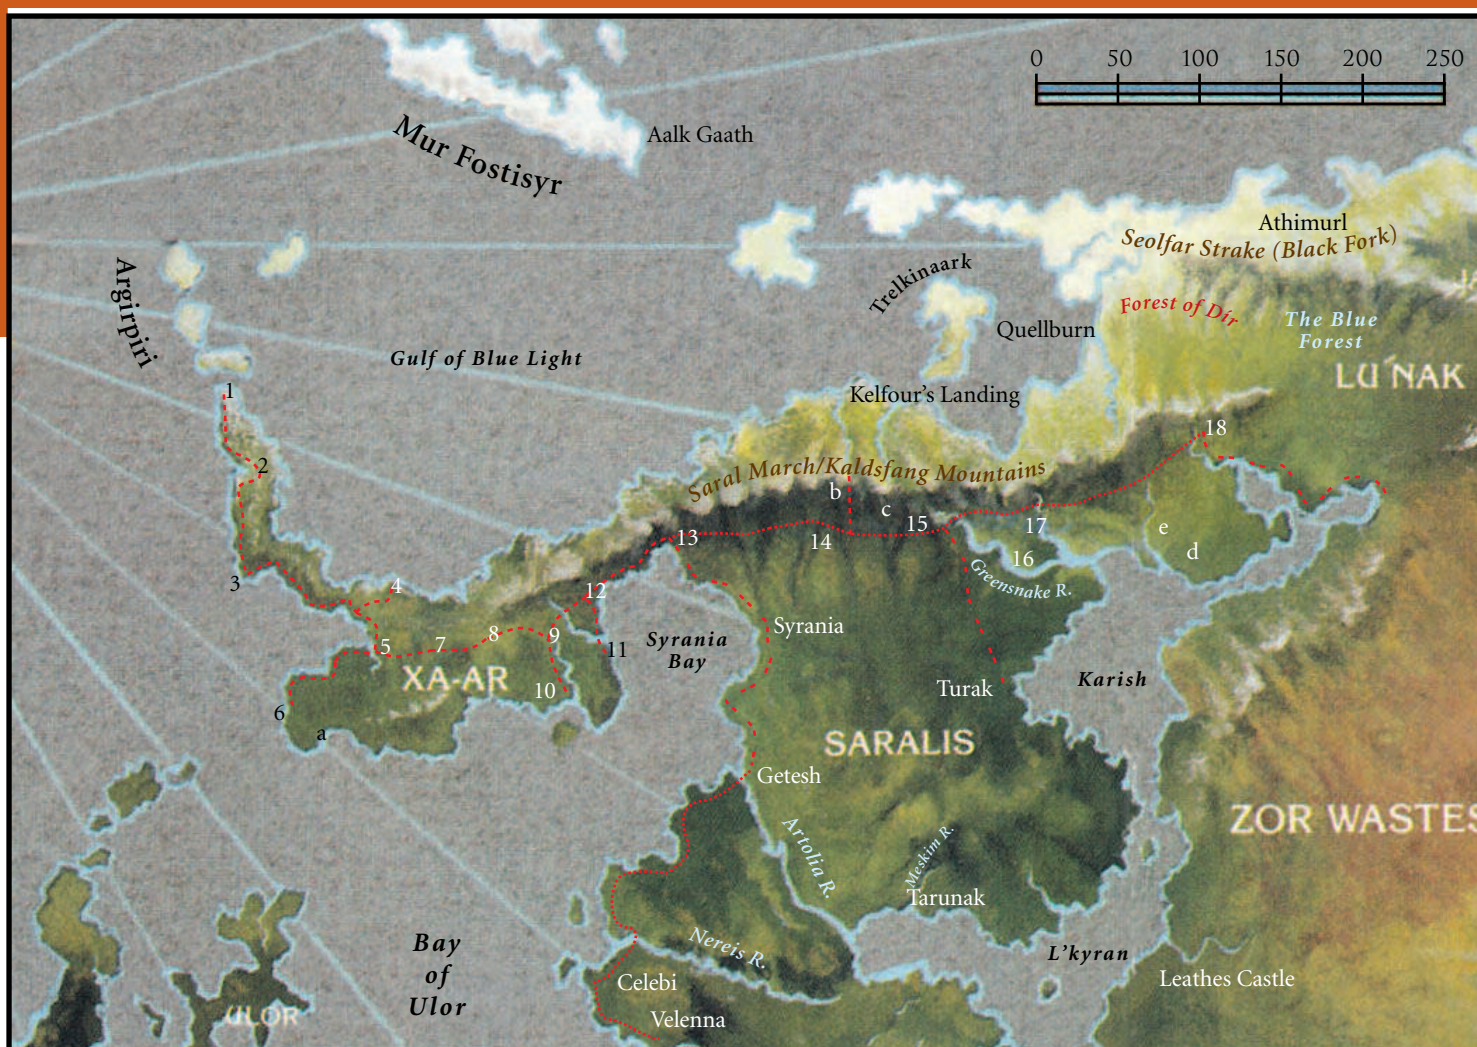 0 50 100 150 200 250
Mur Fostisyr
Aalk Gaath
Athimurl
Seolfar Strake (Black Fork)
Argirpiri
Trelkinaark
Forest of Dír
The Blue
Forest
Quellburn
Gulf of Blue Light
LU'NAK
1
Kelfour's Landing
18
2
Saral March/Kaldsfang Mountains
b
c
15
17
e
13
14
d
16
3
4
12
Greensnake R.
Syrania
Syrania
Bay
5
7
8
9
11
XA-AR
10
Turak
Karish
6
a
SARALIS
Getesh
ZOR WASTES
Artolia R.
Meskim R.
Tarunak
Bay
of
Ulor
Nereis R.
L'kyran
Celebi
Leathes Castle
ULOR
Velenna